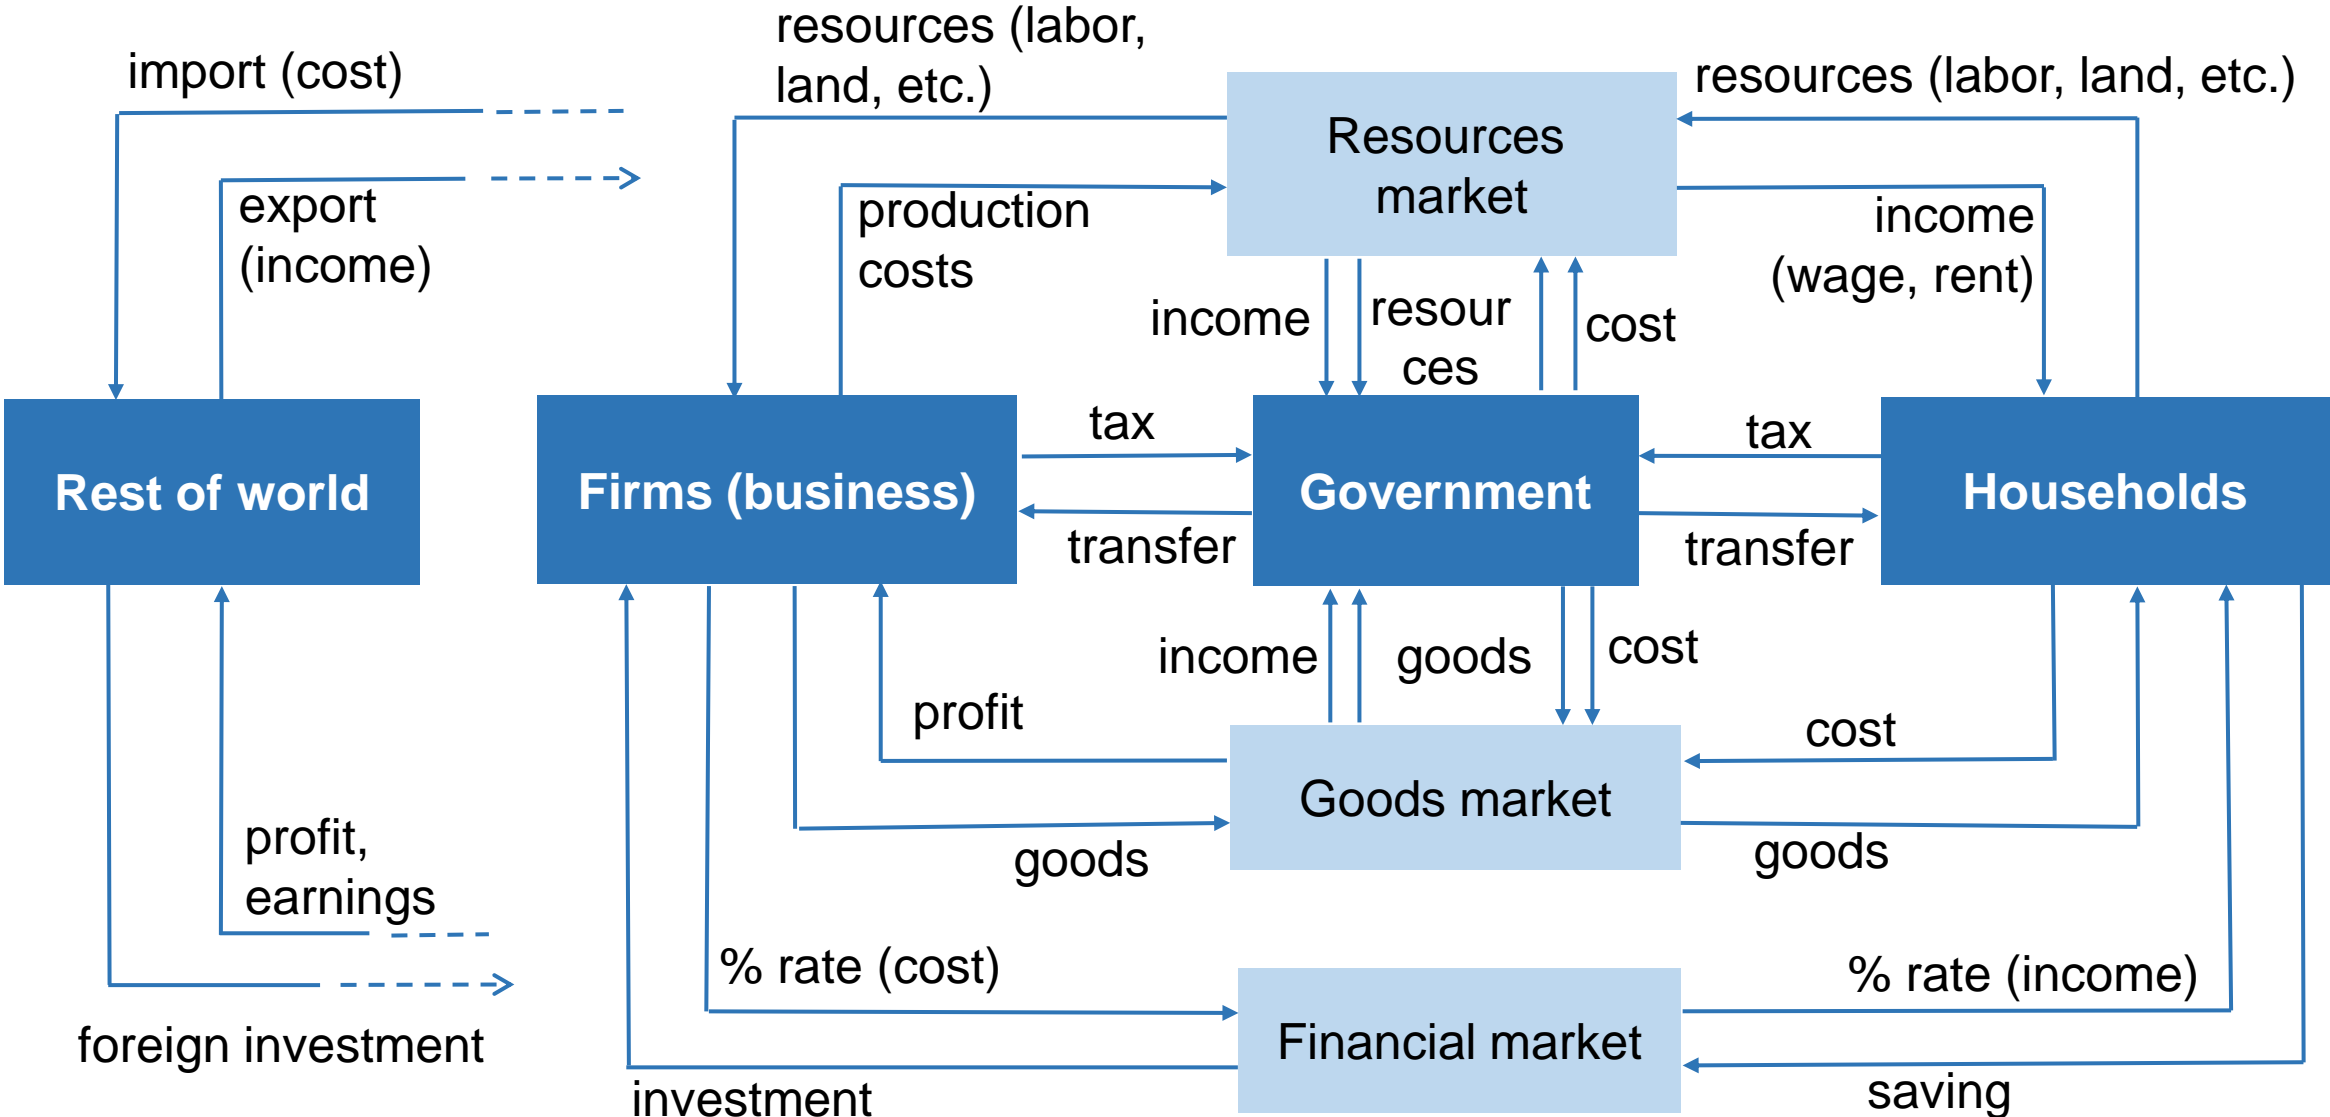 resources (labor,
land, etc.)
import (cost)
resources (labor, land, etc.)
Resources
market
export
(income)
production
costs
income
(wage, rent)
income
resour
ces
cost
tax
tax
Rest of world
Firms (business)
Government
Households
transfer
transfer
income
goods
cost
profit
cost
Goods market
goods
goods
profit,
earnings
% rate (cost)
% rate (income)
Financial market
foreign investment
investment
saving